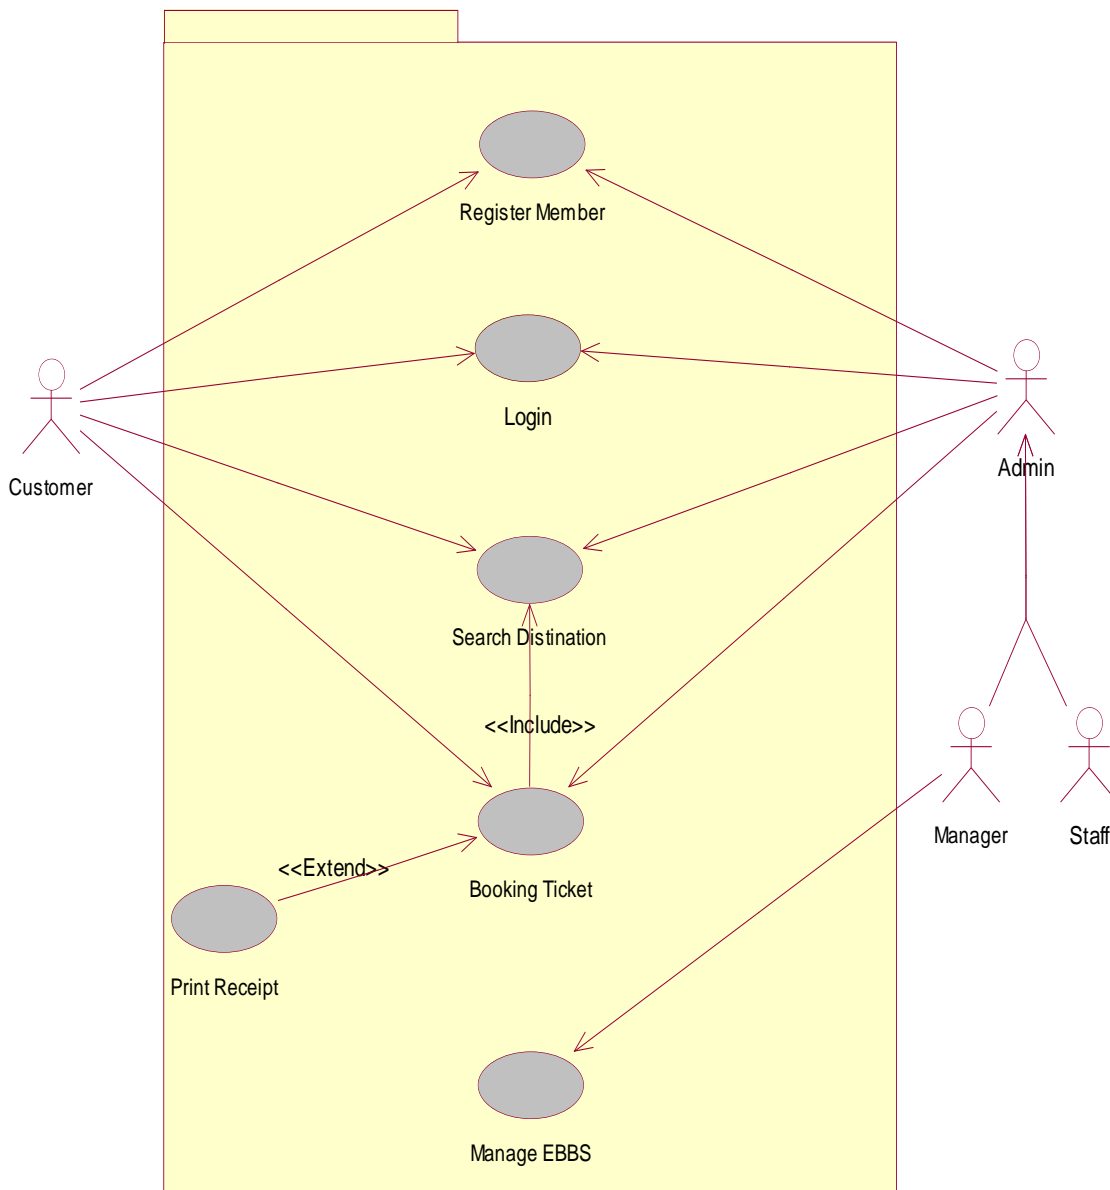 Register Member
Login
Customer
Admin
Search Distination
<<Include>>
Manager
Staff
<<Extend>>
Booking Ticket
Print Receipt
Manage EBBS